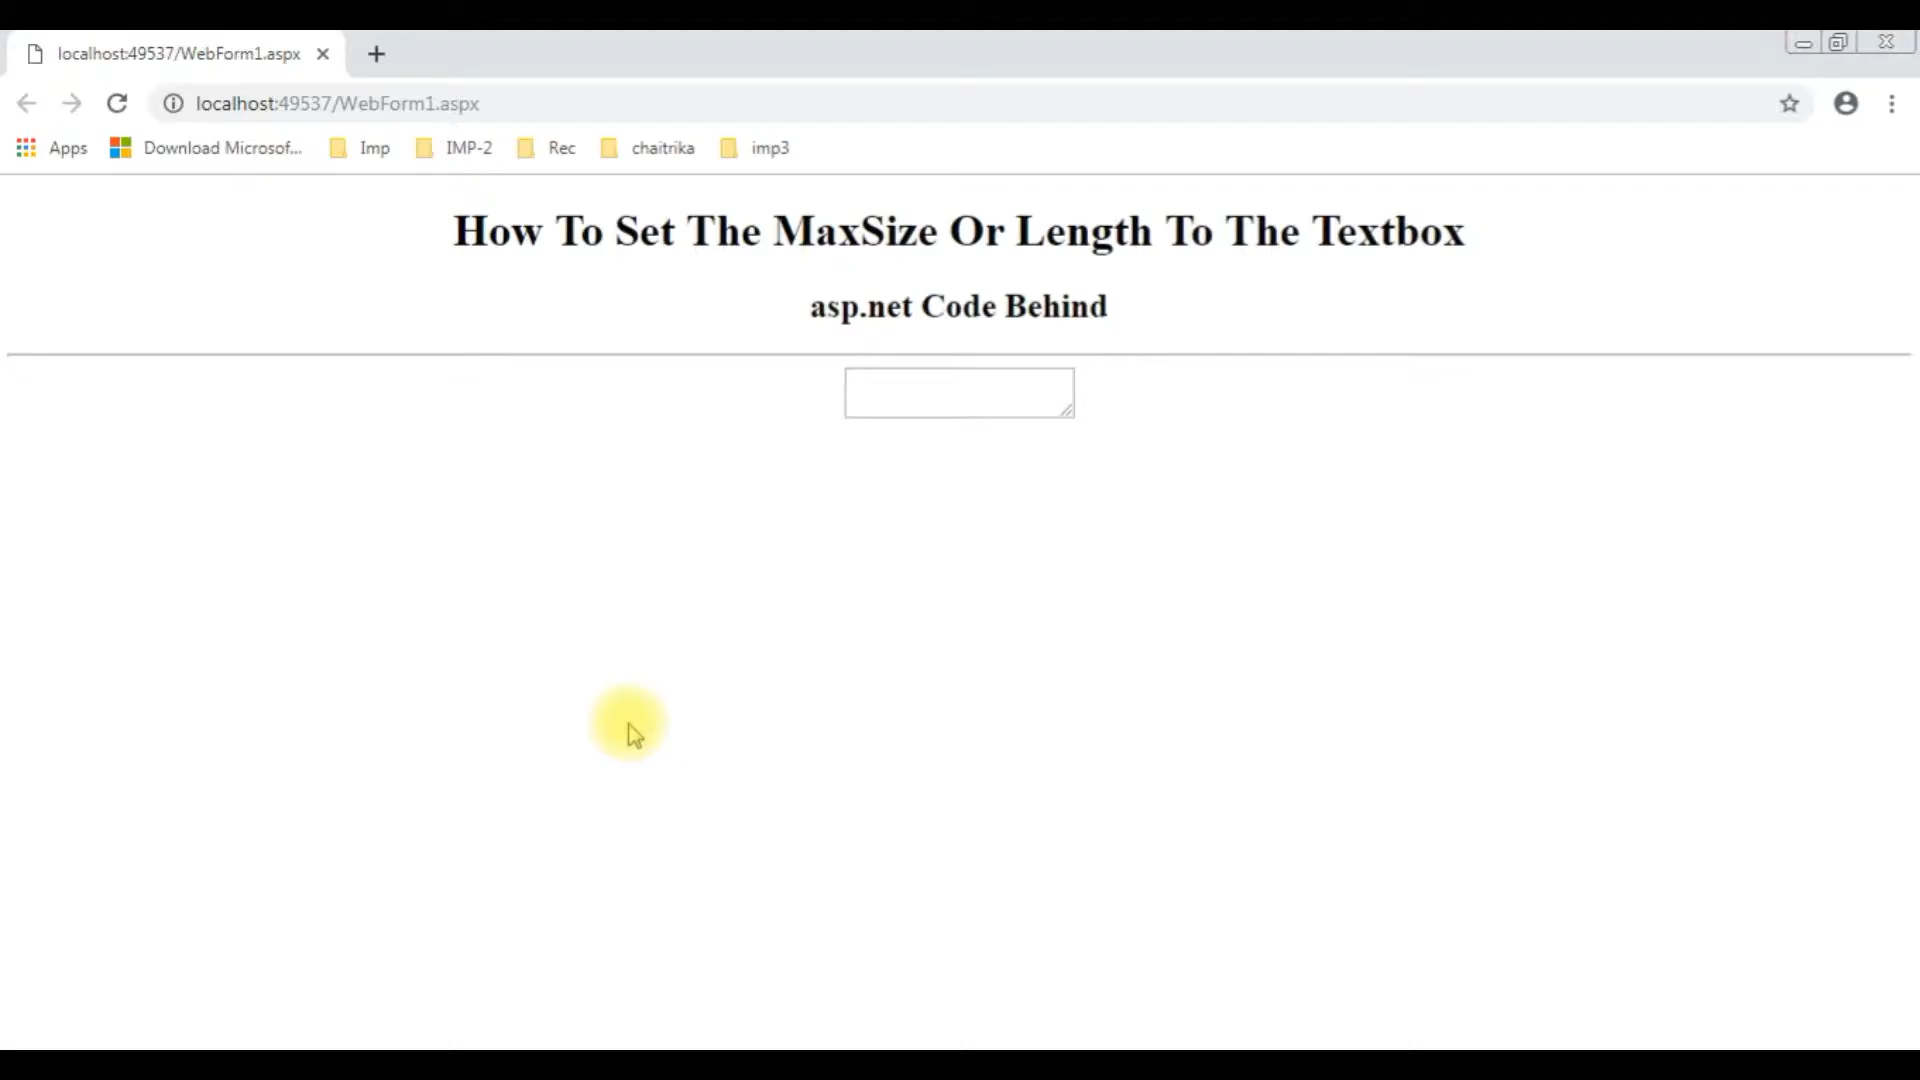 localhost:49537/WebForm1.aspx
localhost:49537/WebForm1.aspx
Apps Download Microsof... Imp IMP-2 Rec chaitrika imp3
How To Set The MaxSize Or Length To The Textbox
asp.net Code Behind